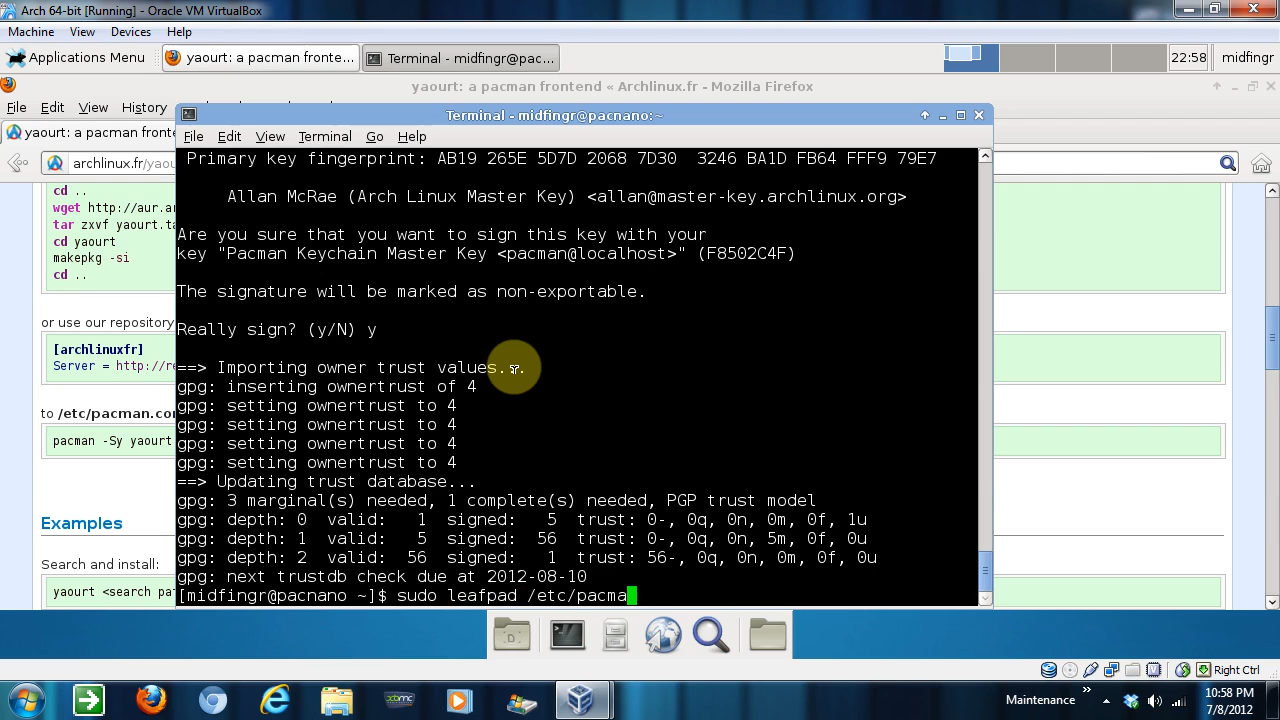 Arch 64-bit [Running] - Oracle VM VirtualBox
Machine View Devices Help
Applications Menu
yaourt: a pacman fronte...
Terminal - midfingr@pac...
22:58
midfingr
yaourt: a pacman frontend « Archlinux.fr - Mozilla Firefox
File Edit View History
yaourt: a pacman fronte
archlinux.fr/yaou
cd ..
wget http://aur.ar
tar zxvf yaourt.ta
cd yaourt
makepkg -si
cd ..
or use our repository
[archlinuxfr]
Server = http://re
to /etc/pacman.con
pacman -Sy yaourt
Examples
Search and install:
yaourt <search pat
Terminal - midfingr@pacnano:~
File Edit View Terminal Go Help
Primary key fingerprint: AB19 265E 5D7D 2068 7D30  3246 BA1D FB64 FFF9 79E7
Allan McRae (Arch Linux Master Key) <allan@master-key.archlinux.org>
Are you sure that you want to sign this key with your
key "Pacman Keychain Master Key <pacman@localhost>" (F8502C4F)
The signature will be marked as non-exportable.
Really sign? (y/N) y
==> Importing owner trust values...
gpg: inserting ownertrust of 4
gpg: setting ownertrust to 4
gpg: setting ownertrust to 4
gpg: setting ownertrust to 4
gpg: setting ownertrust to 4
==> Updating trust database...
gpg: 3 marginal(s) needed, 1 complete(s) needed, PGP trust model
gpg: depth: 0  valid:   1  signed:   5  trust: 0-, 0q, 0n, 0m, 0f, 1u
gpg: depth: 1  valid:   5  signed:  56  trust: 0-, 0q, 0n, 5m, 0f, 0u
gpg: depth: 2  valid:  56  signed:   1  trust: 56-, 0q, 0n, 0m, 0f, 0u
gpg: next trustdb check due at 2012-08-10
[midfingr@pacnano ~]$ sudo leafpad /etc/pacma
Right Ctrl
xbmc
Maintenance
10:58 PM
7/8/2012